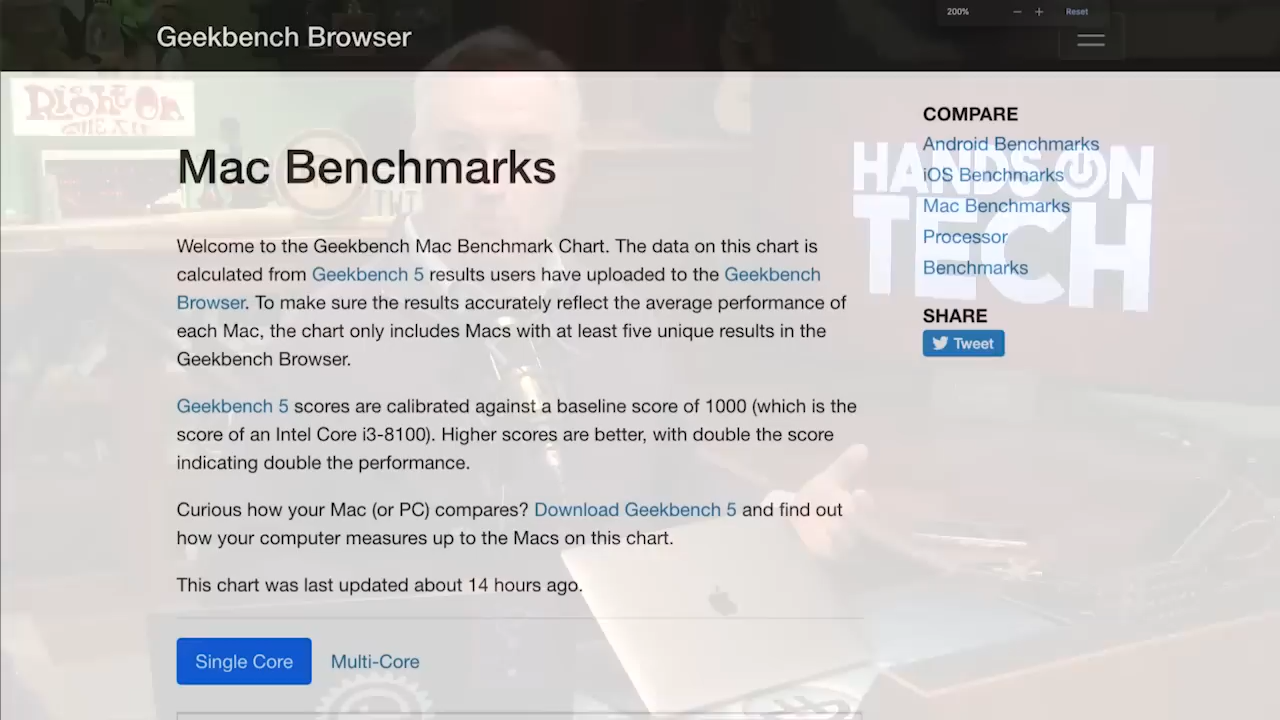 200%
Reset
Geekbench Browser
Right On
Mac Benchmarks
THT
HANDS ON
TECH
Welcome to the Geekbench Mac Benchmark Chart. The data on this chart is
calculated from Geekbench 5 results users have uploaded to the Geekbench
Browser. To make sure the results accurately reflect the average performance of
each Mac, the chart only includes Macs with at least five unique results in the
Geekbench Browser.
Geekbench 5 scores are calibrated against a baseline score of 1000 (which is the
score of an Intel Core i3-8100). Higher scores are better, with double the score
indicating double the performance.
Curious how your Mac (or PC) compares? Download Geekbench 5 and find out
how your computer measures up to the Macs on this chart.
This chart was last updated about 14 hours ago.
Single Core
Multi-Core
COMPARE
Android Benchmarks
iOS Benchmarks
Mac Benchmarks
Processor
Benchmarks
SHARE
Tweet